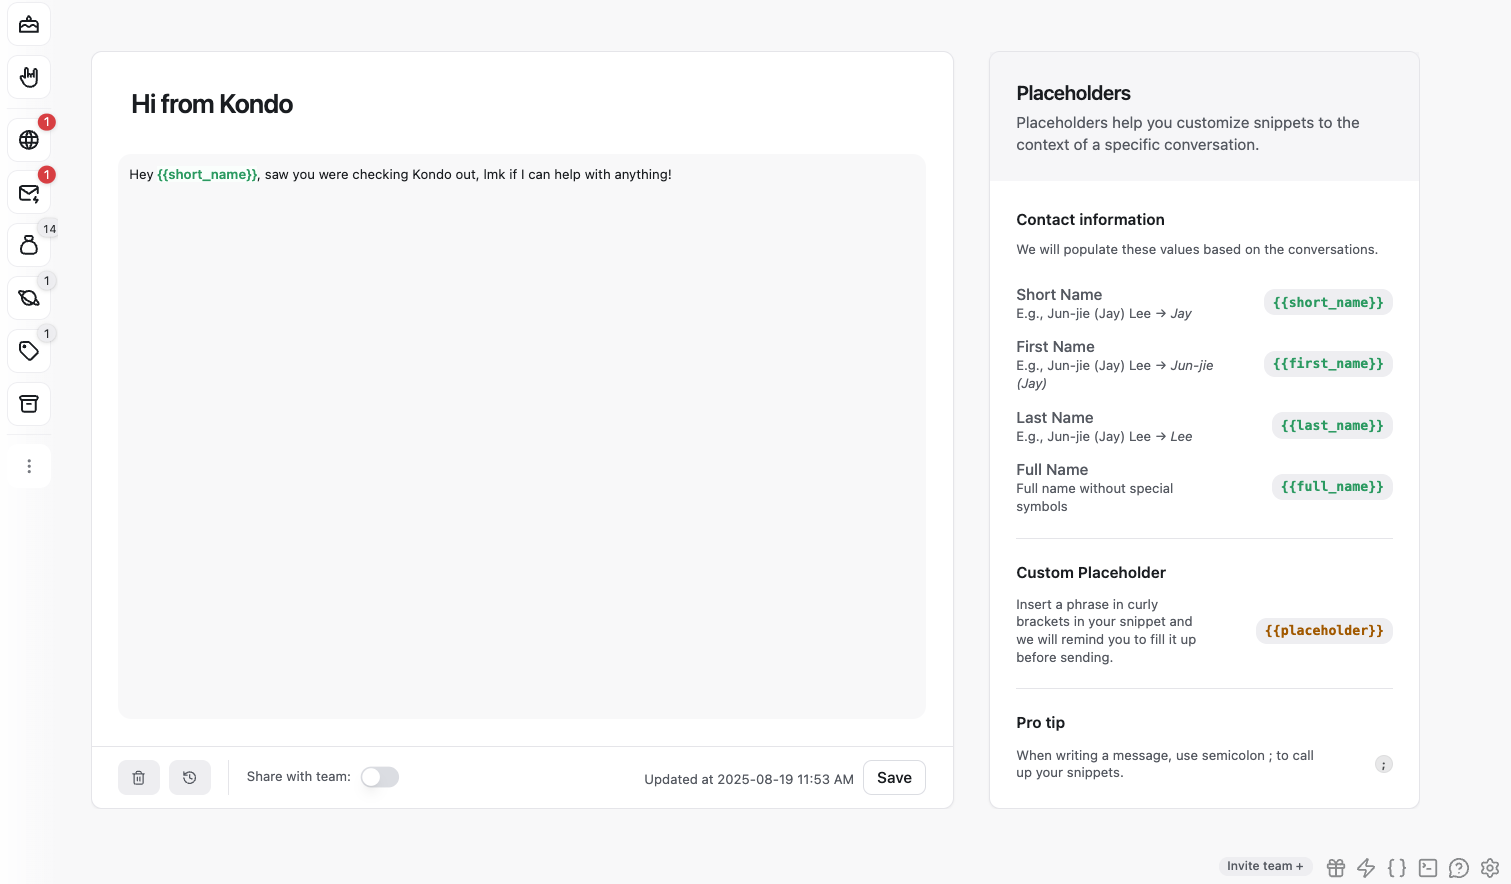 1
1
14
1
1
Hi from Kondo
Hey {{short_name}}, saw you were checking Kondo out, lmk if I can help with anything!
Share with team:
Updated at 2025-08-19 11:53 AM
Save
Placeholders
Placeholders help you customize snippets to the
context of a specific conversation.
Contact information
We will populate these values based on the conversations.
Short Name
E.g., Jun-jie (Jay) Lee → Jay
{{short_name}}
First Name
E.g., Jun-jie (Jay) Lee → Jun-jie
(Jay)
{{first_name}}
Last Name
E.g., Jun-jie (Jay) Lee → Lee
{{last_name}}
Full Name
Full name without special
symbols
{{full_name}}
Custom Placeholder
Insert a phrase in curly
brackets in your snippet and
we will remind you to fill it up
before sending.
{{placeholder}}
Pro tip
When writing a message, use semicolon ; to call
up your snippets.
;
Invite team +